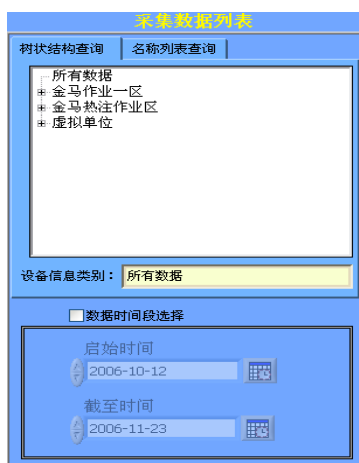 采集数据列表
树状结构查询 名称列表查询
所有数据
金马作业一区
金马热注作业区
虚拟单位
设备信息类别： 所有数据
数据时间段选择
启始时间
2006-10-12
截至时间
2006-11-23